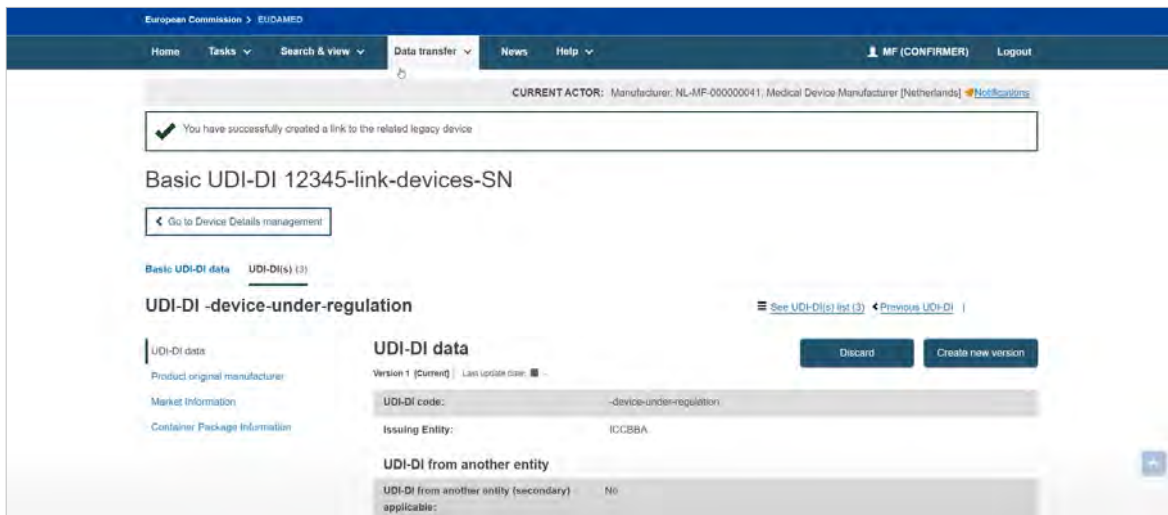 European Commission > EUDAMED
Home Tasks Search & view Data transfer News Help MF (CONFIRMER) Logout
CURRENT ACTOR: Manufacturer, NL-MF-000000041, Medical Device Manufacturer [Netherlands] Notifications
You have successfully created a link to the related legacy device
Basic UDI-DI 12345-link-devices-SN
Go to Device Details management
Basic UDI-DI data UDI-DI(s) (3)
UDI-DI -device-under-regulation
See UDI-DI(s) list (3) Previous UDI-DI |
UDI-DI data
UDI-DI data
Discard Create new version
Product original manufacturer
Version 1 (Current) | Last update date: -
Market Information
UDI-DI code: -device-under-regulation
Container Package Information
Issuing Entity: ICCBBA
UDI-DI from another entity
UDI-DI from another entity (secondary) applicable: No